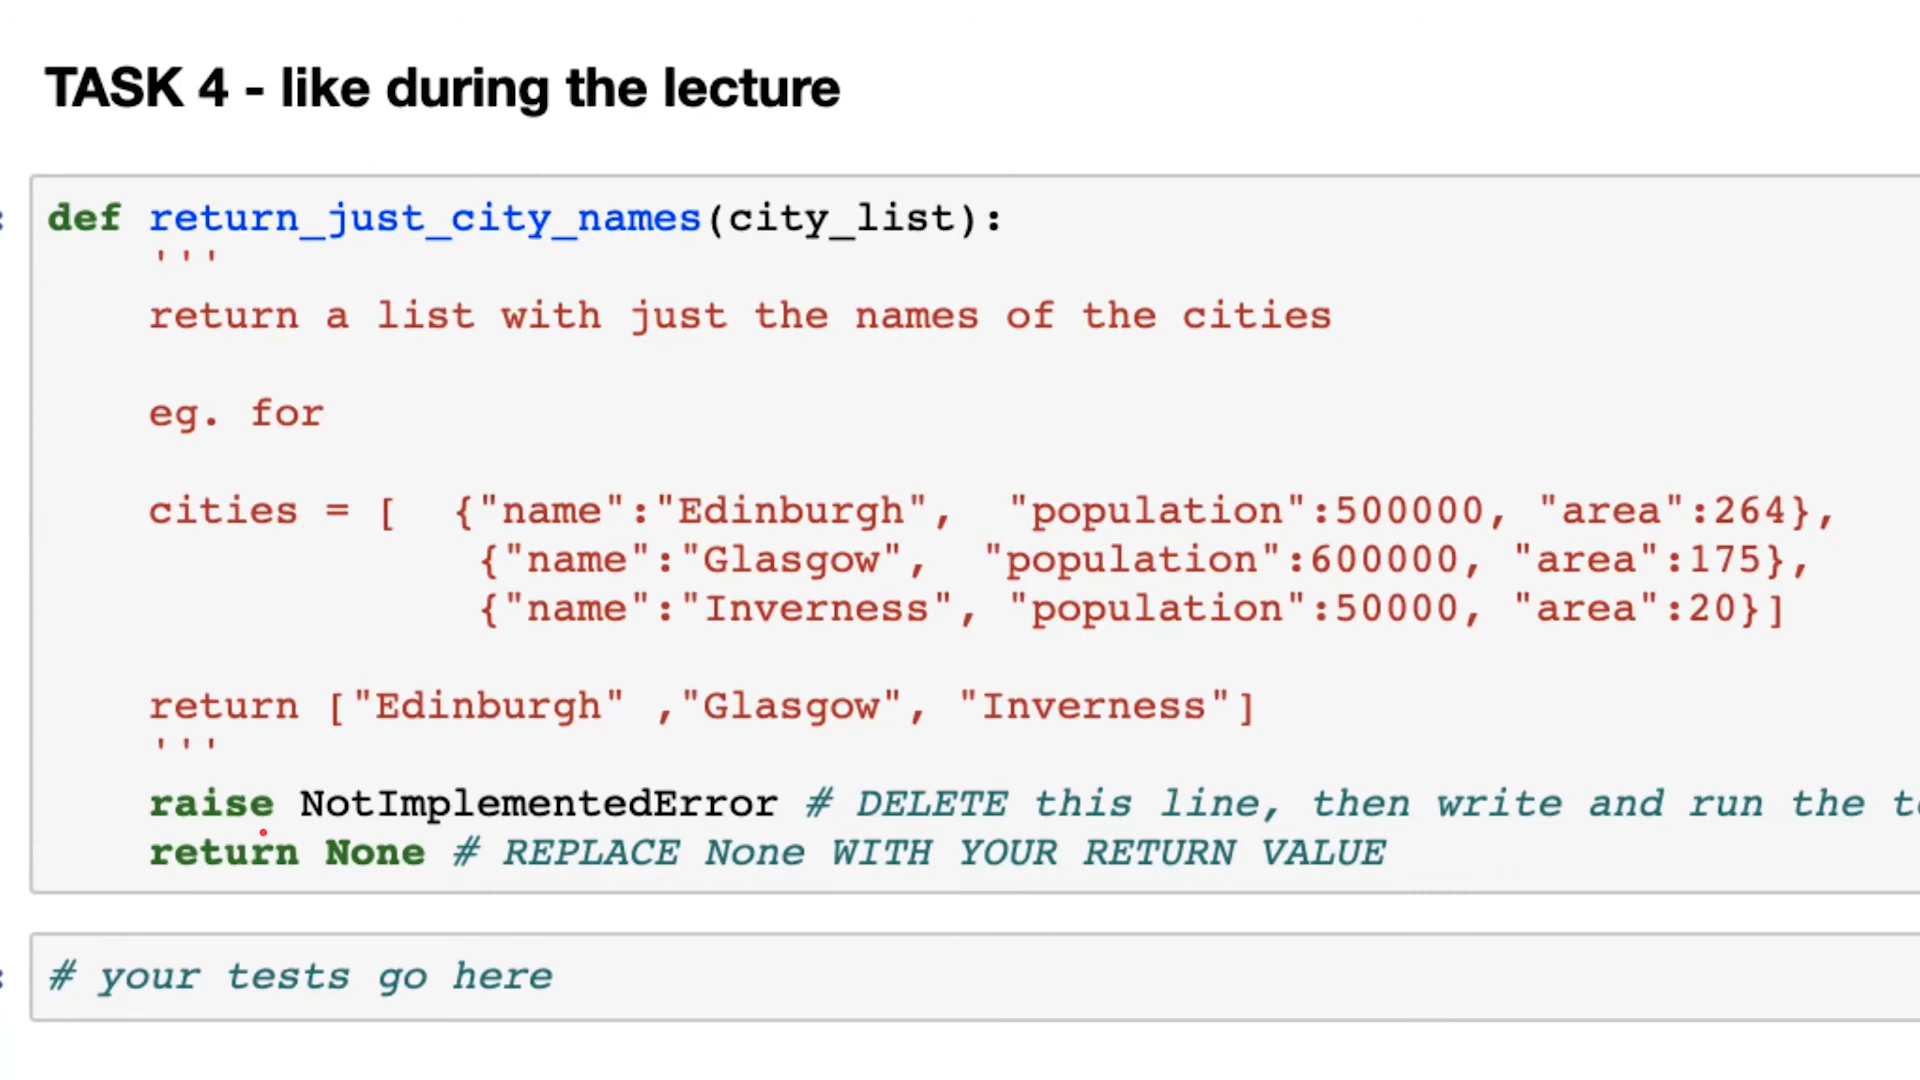 TASK 4 - like during the lecture
def return_just_city_names(city_list):
'''
return a list with just the names of the cities
eg. for
cities = [  {"name":"Edinburgh",  "population":500000, "area":264},
{"name":"Glasgow",  "population":600000, "area":175},
{"name":"Inverness", "population":50000, "area":20}]
return ["Edinburgh" ,"Glasgow", "Inverness"]
'''
raise NotImplementedError # DELETE this line, then write and run the
return None # REPLACE None WITH YOUR RETURN VALUE
# your tests go here